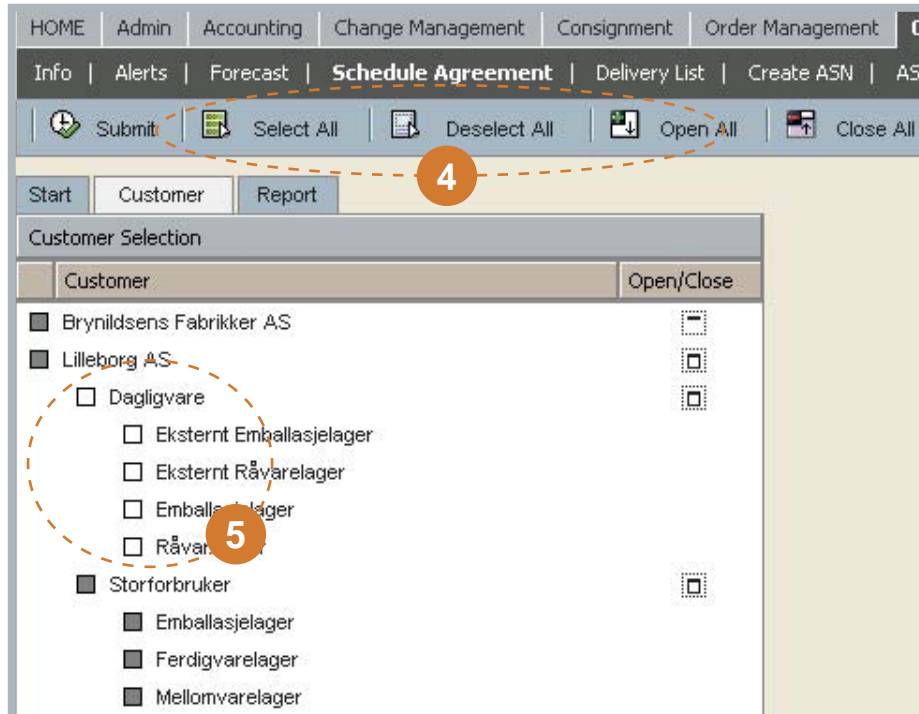 HOME Admin Accounting Change Management Consignment Order Management
Info | Alerts | Forecast | Schedule Agreement | Delivery List | Create ASN | AS
Submit Select All Deselect All Open All Close All
4
Start Customer Report
Customer Selection
Customer Open/Close
Brynildsens Fabrikker AS
Lilleborg AS
Dagligvare
Eksternt Emballasjelager
Eksternt Råvarelager
Emballasjelager
5
Storforbruker
Emballasjelager
Ferdigvarelager
Mellomvarelager